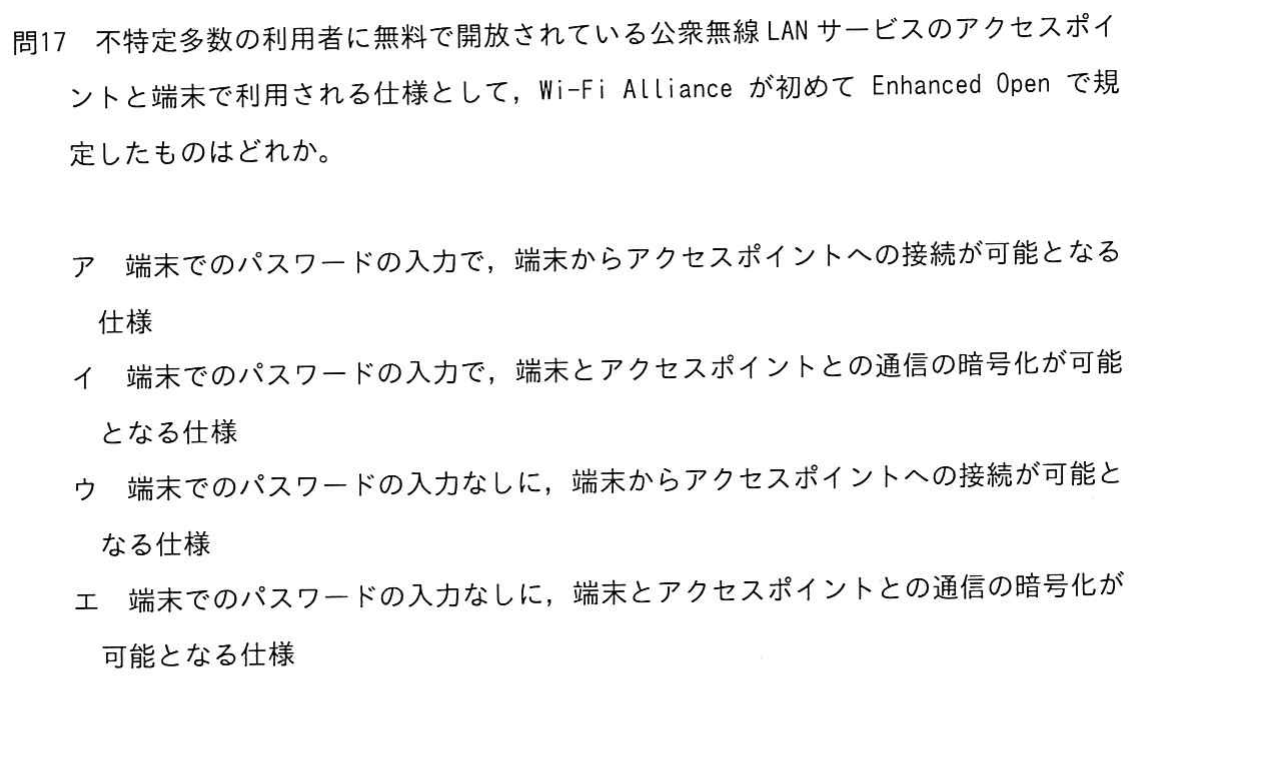 問17 不特定多数の利用者に無料で開放されている公衆無線 LAN サービスのアクセスポイ
ントと端末で利用される仕様として，Wi-Fi Alliance が初めて Enhanced Open で規
定したものはどれか。
ア 端末でのパスワードの入力で，端末からアクセスポイントへの接続が可能となる
仕様
イ 端末でのパスワードの入力で，端末とアクセスポイントとの通信の暗号化が可能
となる仕様
ウ 端末でのパスワードの入力なしに，端末からアクセスポイントへの接続が可能と
なる仕様
エ 端末でのパスワードの入力なしに，端末とアクセスポイントとの通信の暗号化が
可能となる仕様